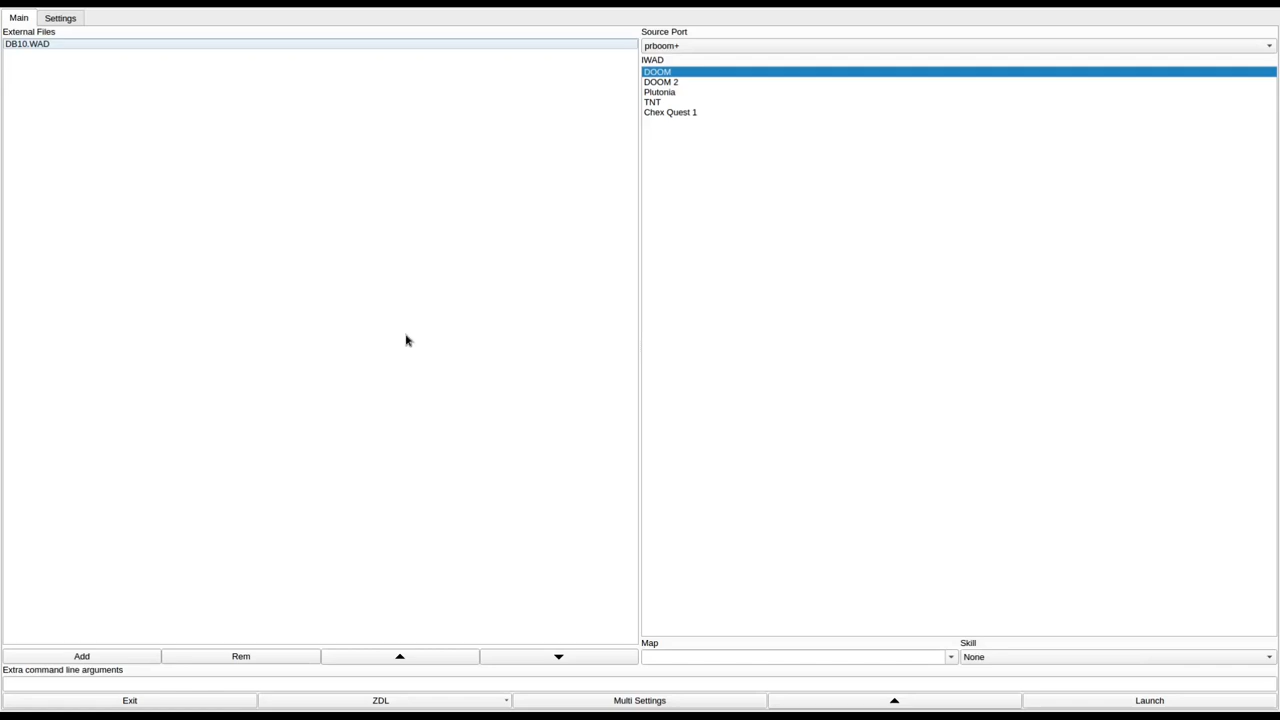 Main Settings
External Files
DB10.WAD
Source Port
prboom+
IWAD
DOOM
DOOM 2
Plutonia
TNT
Chex Quest 1
Add Rem
Map Skill
None
Extra command line arguments
Exit ZDL Multi Settings Launch